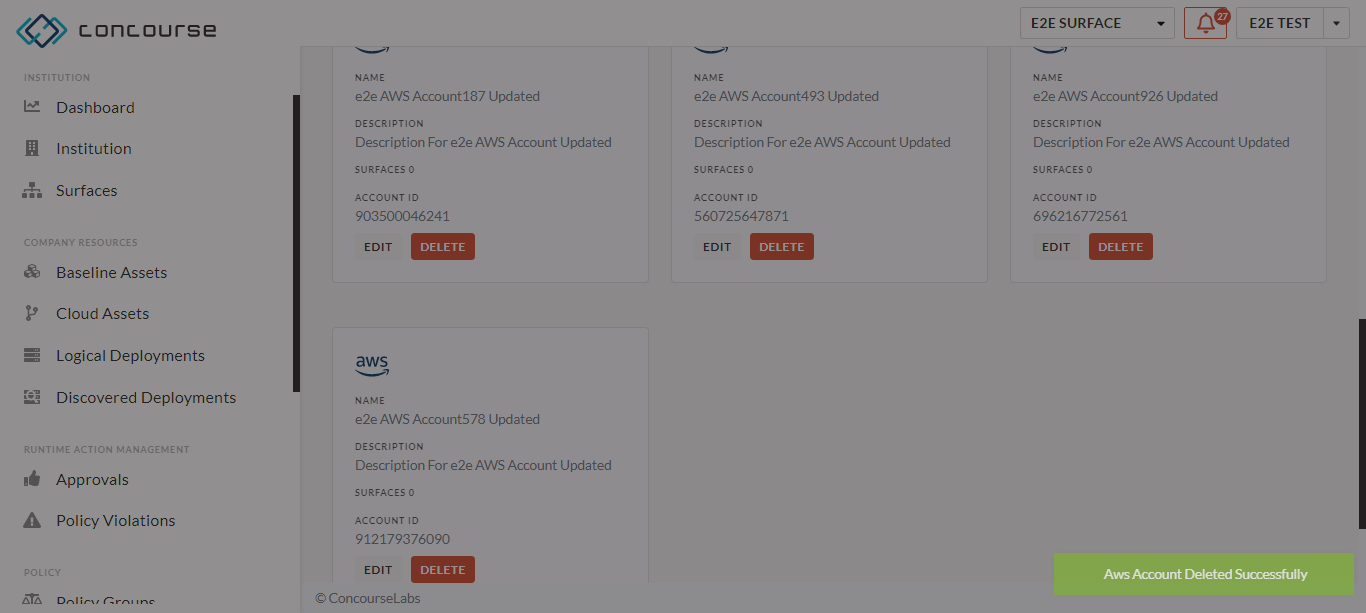 concourse
E2E SURFACE
27
E2E TEST
INSTITUTION
Dashboard
Institution
Surfaces
COMPANY RESOURCES
Baseline Assets
Cloud Assets
Logical Deployments
Discovered Deployments
RUNTIME ACTION MANAGEMENT
Approvals
Policy Violations
POLICY
Policy Groups
NAME
e2e AWS Account187 Updated
DESCRIPTION
Description For e2e AWS Account Updated
SURFACES 0
ACCOUNT ID
903500046241
EDIT DELETE
NAME
e2e AWS Account493 Updated
DESCRIPTION
Description For e2e AWS Account Updated
SURFACES 0
ACCOUNT ID
560725647871
EDIT DELETE
NAME
e2e AWS Account926 Updated
DESCRIPTION
Description For e2e AWS Account Updated
SURFACES 0
ACCOUNT ID
696216772561
EDIT DELETE
aws
NAME
e2e AWS Account578 Updated
DESCRIPTION
Description For e2e AWS Account Updated
SURFACES 0
ACCOUNT ID
912179376090
EDIT DELETE
Aws Account Deleted Successfully
© ConcourseLabs